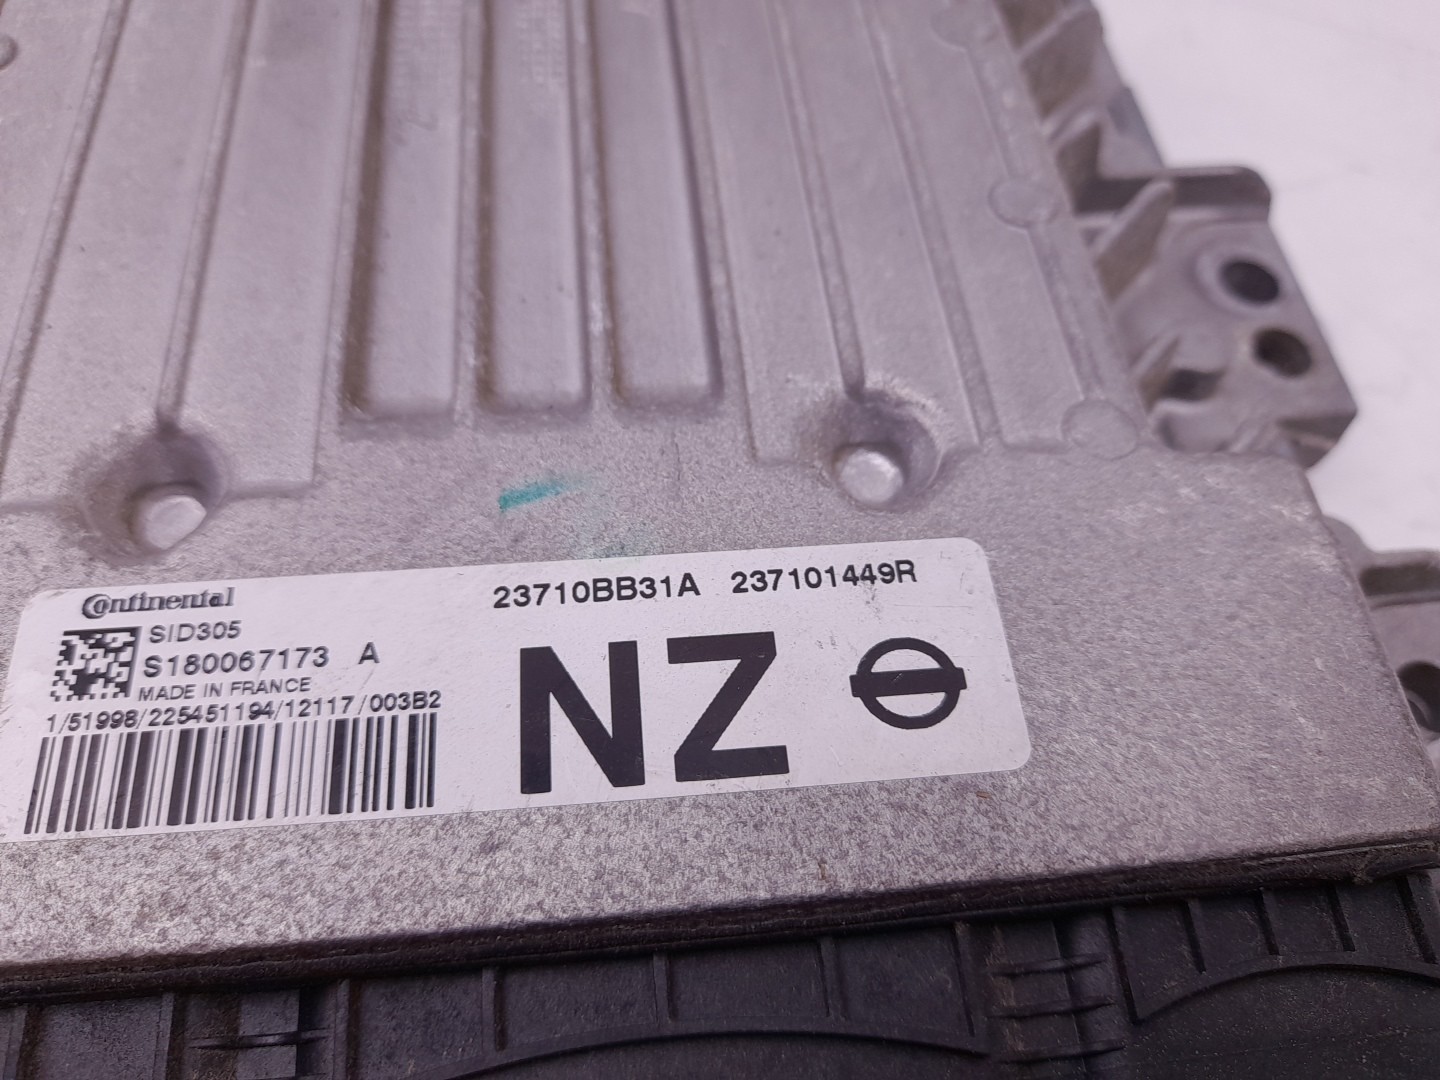 Continental
23710BB31A 237101449R
SID305
S180067173 A
MADE IN FRANCE
1/51998/225451194/12117/003B2
NZ